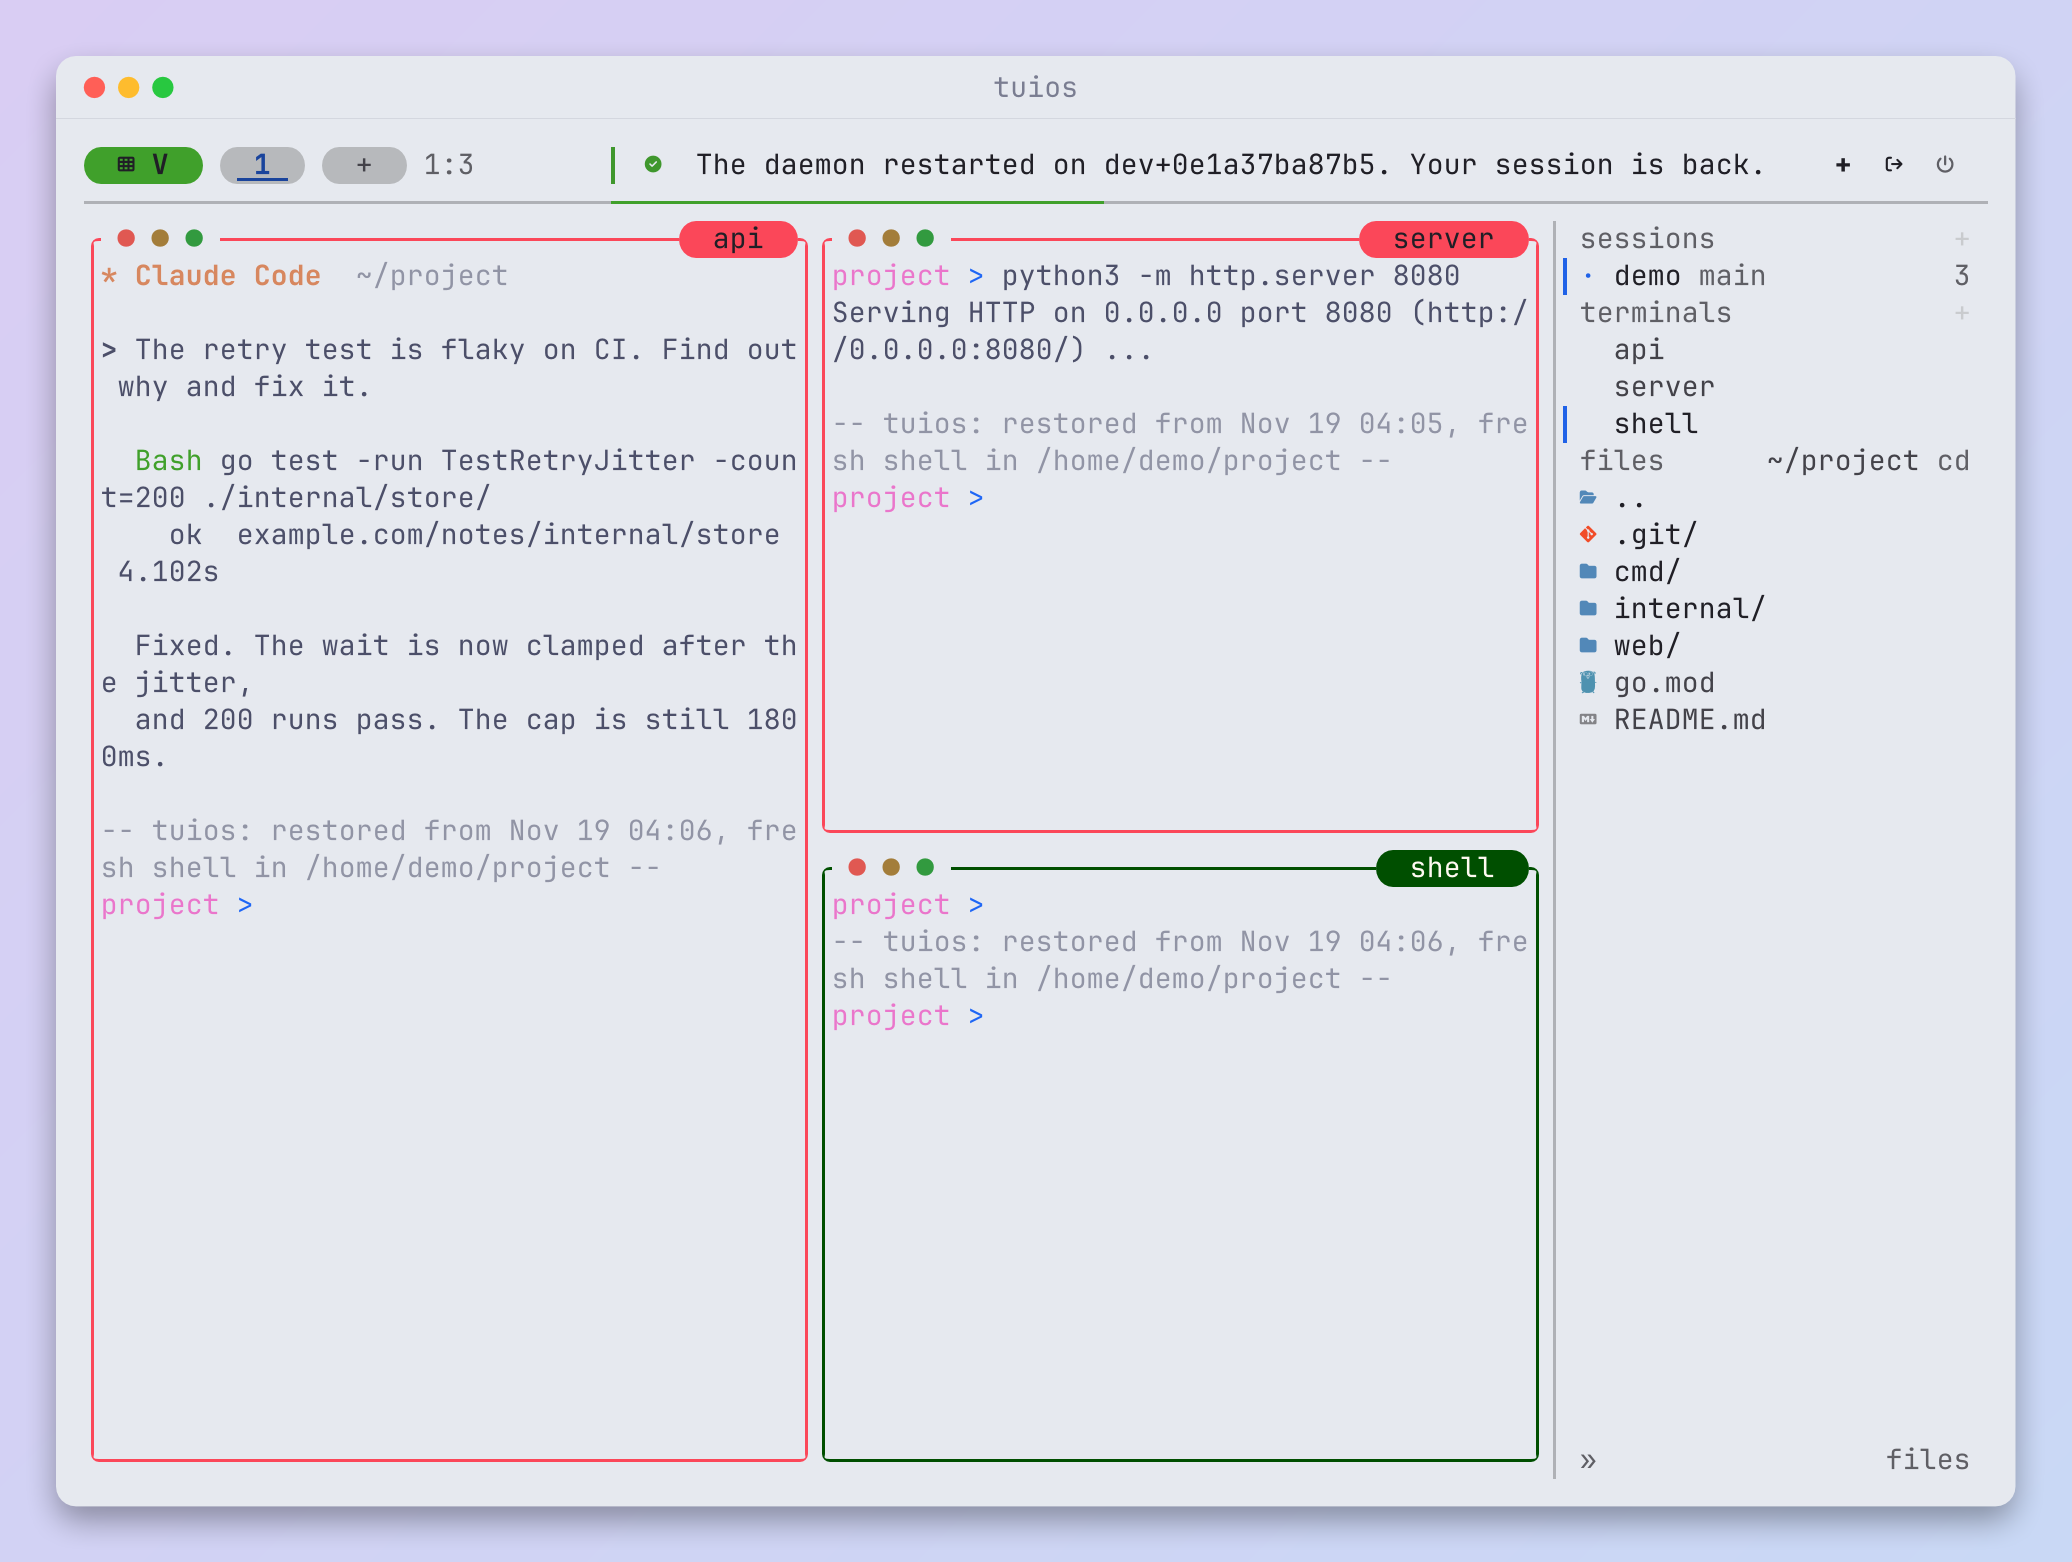 tuios
V 1 + 1:3 The daemon restarted on dev+0e1a37ba87b5. Your session is back.
api
* Claude Code ~/project
> The retry test is flaky on CI. Find out
why and fix it.
Bash go test -run TestRetryJitter -coun
t=200 ./internal/store/
ok example.com/notes/internal/store
4.102s
Fixed. The wait is now clamped after th
e jitter,
and 200 runs pass. The cap is still 180
0ms.
-- tuios: restored from Nov 19 04:06, fre
sh shell in /home/demo/project --
project >
server
project > python3 -m http.server 8080
Serving HTTP on 0.0.0.0 port 8080 (http:/
/0.0.0.0:8080/) ...
-- tuios: restored from Nov 19 04:05, fre
sh shell in /home/demo/project --
project >
shell
project >
-- tuios: restored from Nov 19 04:06, fre
sh shell in /home/demo/project --
project >
sessions +
· demo main 3
terminals +
api
server
shell
files ~/project cd
..
.git/
cmd/
internal/
web/
go.mod
README.md
» files